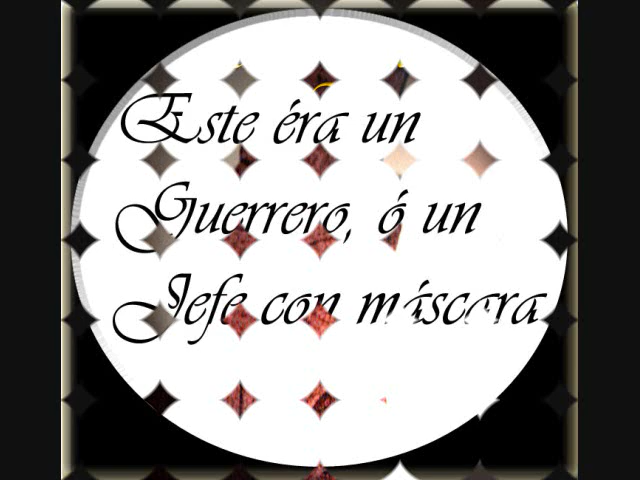 Este éra un
Guerrero, ó un
Jefe con máscara